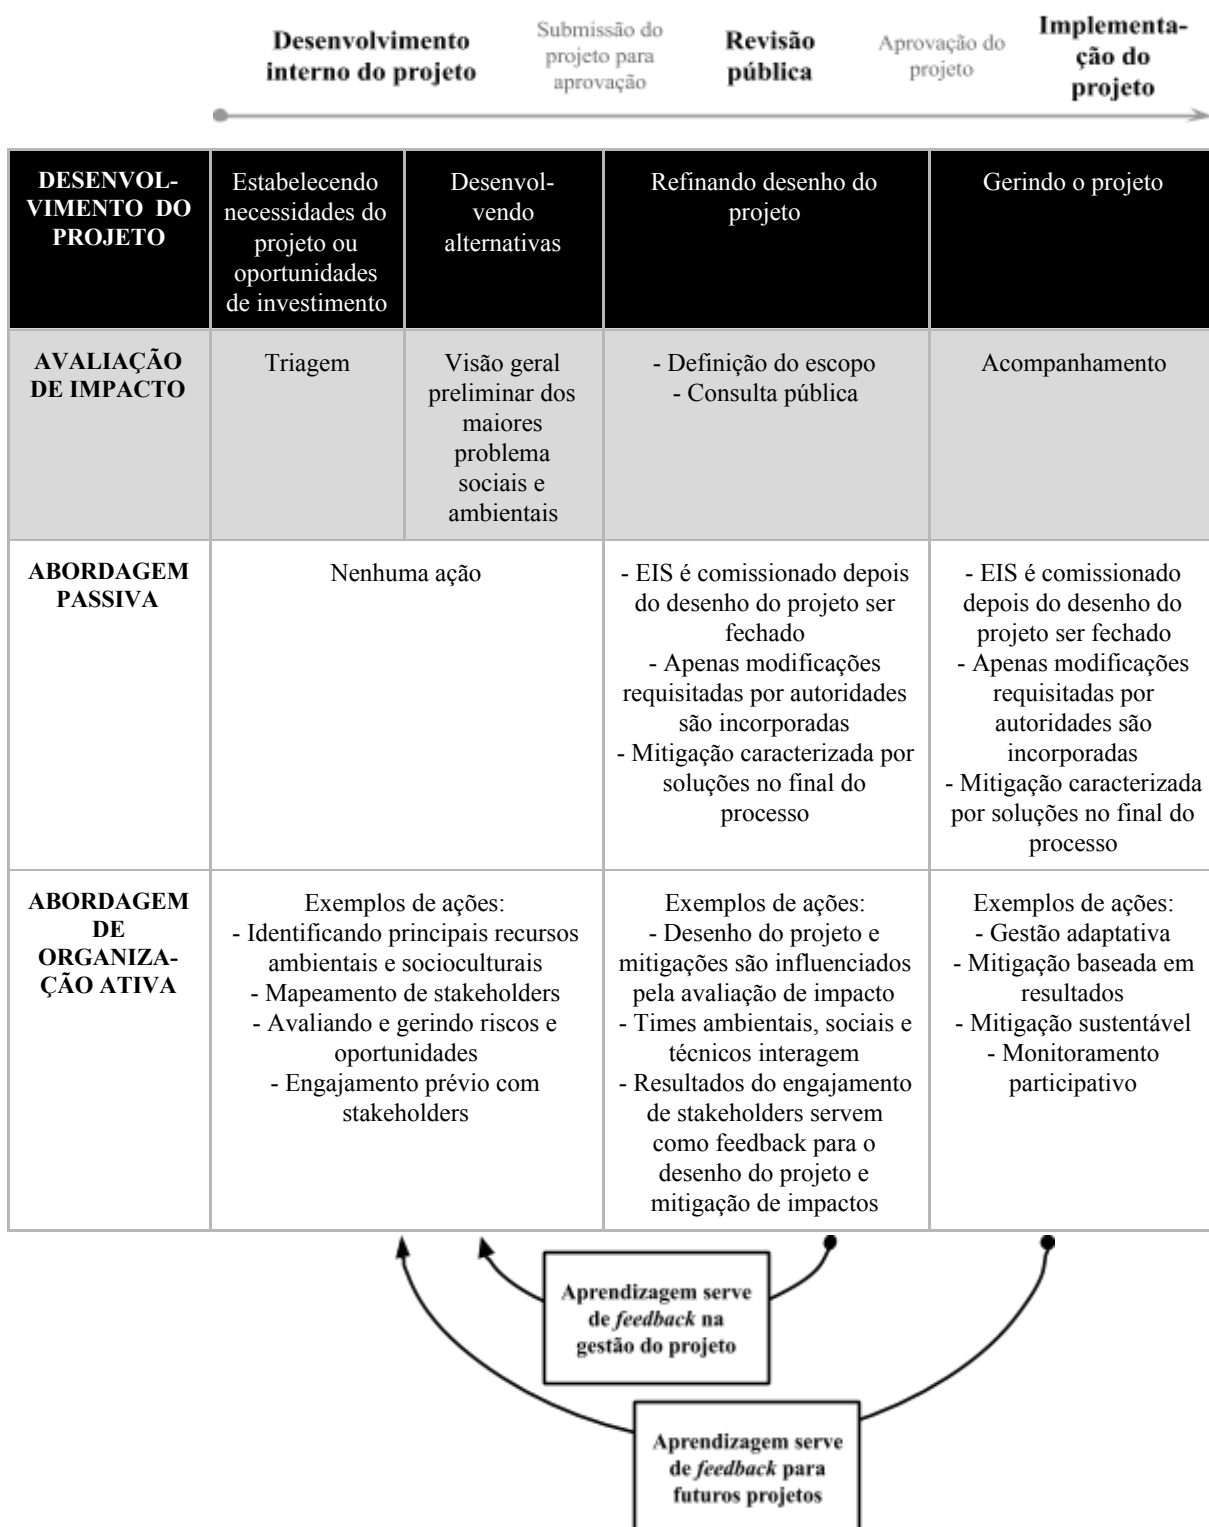 Desenvolvimento
interno do projeto
Submissão do
projeto para
aprovação
Revisão
pública
Aprovação do
projeto
Implementa-
ção do
projeto
DESENVOL-
VIMENTO DO
PROJETO
Estabelecendo
necessidades do
projeto ou
oportunidades
de investimento
Desenvol-
vendo
alternativas
Refinando desenho do
projeto
Gerindo o projeto
AVALIAÇÃO
DE IMPACTO
Triagem
Visão geral
preliminar dos
maiores
problema
sociais e
ambientais
- Definição do escopo
- Consulta pública
Acompanhamento
ABORDAGEM
PASSIVA
Nenhuma ação
- EIS é comissionado depois
do desenho do projeto ser
fechado
- Apenas modificações
requisitadas por autoridades
são incorporadas
- Mitigação caracterizada por
soluções no final do
processo
- EIS é comissionado
depois do desenho do
projeto ser fechado
- Apenas modificações
requisitadas por
autoridades são
incorporadas
- Mitigação caracterizada
por soluções no final do
processo
ABORDAGEM
DE
ORGANIZA-
ÇÃO ATIVA
Exemplos de ações:
- Identificando principais recursos
ambientais e socioculturais
- Mapeamento de stakeholders
- Avaliando e gerindo riscos e
oportunidades
- Engajamento prévio com
stakeholders
Exemplos de ações:
- Desenho do projeto e
mitigações são influenciados
pela avaliação de impacto
- Times ambientais, sociais e
técnicos interagem
- Resultados do engajamento
de stakeholders servem
como feedback para o
desenho do projeto e
mitigação de impactos
Exemplos de ações:
- Gestão adaptativa
- Mitigação baseada em
resultados
- Mitigação sustentável
- Monitoramento
participativo
Aprendizagem serve
de feedback na
gestão do projeto
Aprendizagem serve
de feedback para
futuros projetos